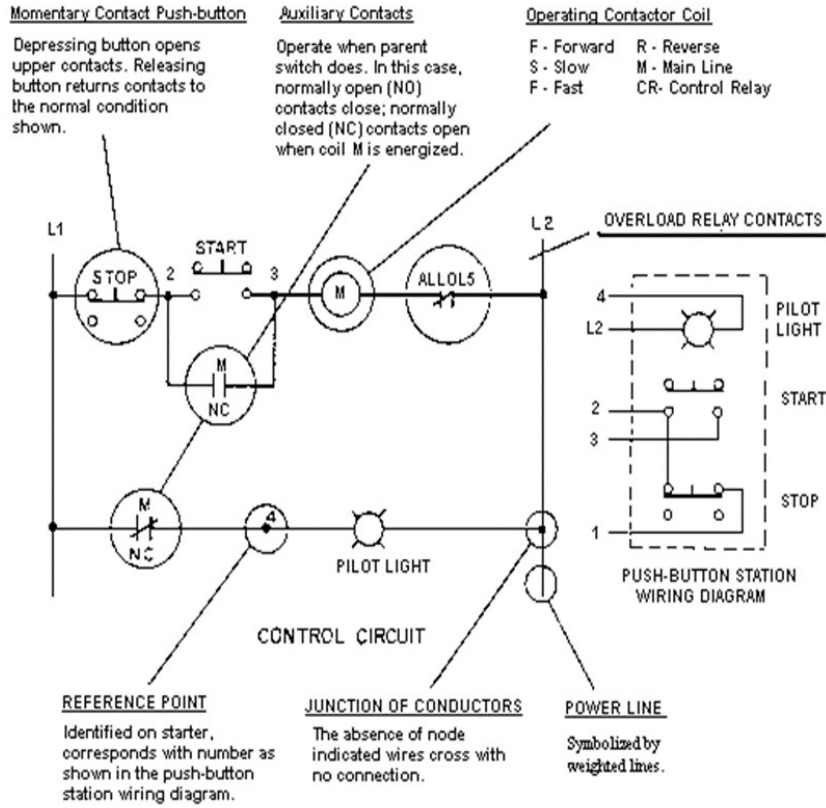 Momentary Contact Push-button
Depressing button opens
upper contacts. Releasing
button returns contacts to
the normal condition
shown.
Auxiliary Contacts
Operate when parent
switch does. In this case,
normally open (NO)
contacts close; normally
closed (NC) contacts open
when coil M is energized.
Operating Contactor Coil
F - Forward R - Reverse
S - Slow M - Main Line
F - Fast CR- Control Relay
L1
STOP
2
START
3
M
ALLOLS
L2
OVERLOAD RELAY CONTACTS
M
NC
M
NC
4
PILOT LIGHT
4
L2
PILOT
LIGHT
2
3
START
1
STOP
PUSH-BUTTON STATION
WIRING DIAGRAM
CONTROL CIRCUIT
REFERENCE POINT
Identified on starter,
corresponds with number as
shown in the push-button
station wiring diagram.
JUNCTION OF CONDUCTORS
The absence of node
indicated wires cross with
no connection.
POWER LINE
Symbolized by
weighted lines.